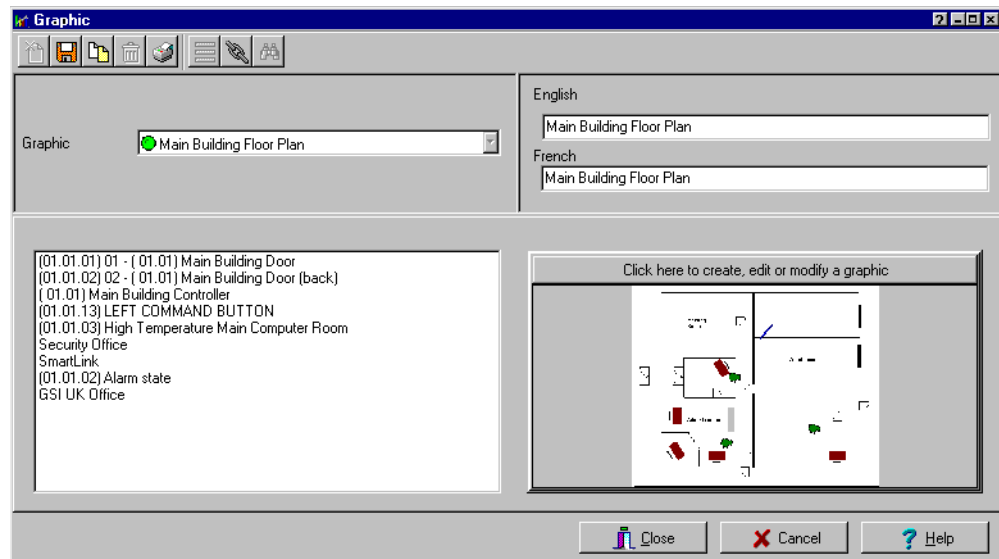 Graphic
English
Main Building Floor Plan
Graphic
Main Building Floor Plan
French
Main Building Floor Plan
(01.01.01) 01 - ( 01.01) Main Building Door
(01.01.02) 02 - ( 01.01) Main Building Door (back)
( 01.01) Main Building Controller
(01.01.13) LEFT COMMAND BUTTON
(01.01.03) High Temperature Main Computer Room
Security Office
SmartLink
(01.01.02) Alarm state
GSI UK Office
Click here to create, edit or modify a graphic
Close
Cancel
? Help